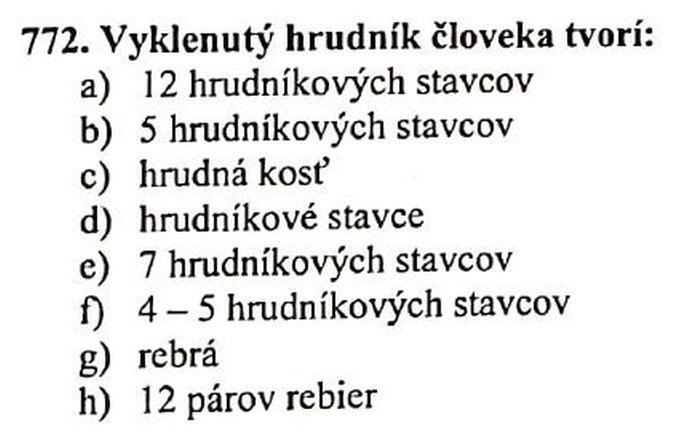 772. Vyklenutý hrudník človeka tvorí:
a) 12 hrudníkových stavcov
b) 5 hrudníkových stavcov
c) hrudná kosť
d) hrudníkové stavce
e) 7 hrudníkových stavcov
f) 4 – 5 hrudníkových stavcov
g) rebrá
h) 12 párov rebier